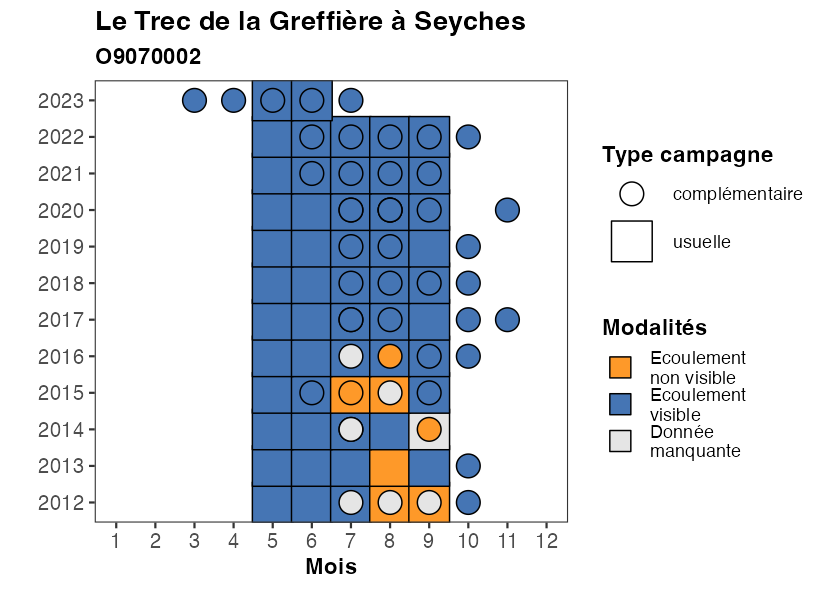 Le Trec de la Greffière à Seyches
O9070002
2023
2022
2021
2020
2019
2018
2017
2016
2015
2014
2013
2012
1 2 3 4 5 6 7 8 9 10 11 12
Mois
Type campagne
complémentaire
usuelle
Modalités
Ecoulement
non visible
Ecoulement
visible
Donnée
manquante